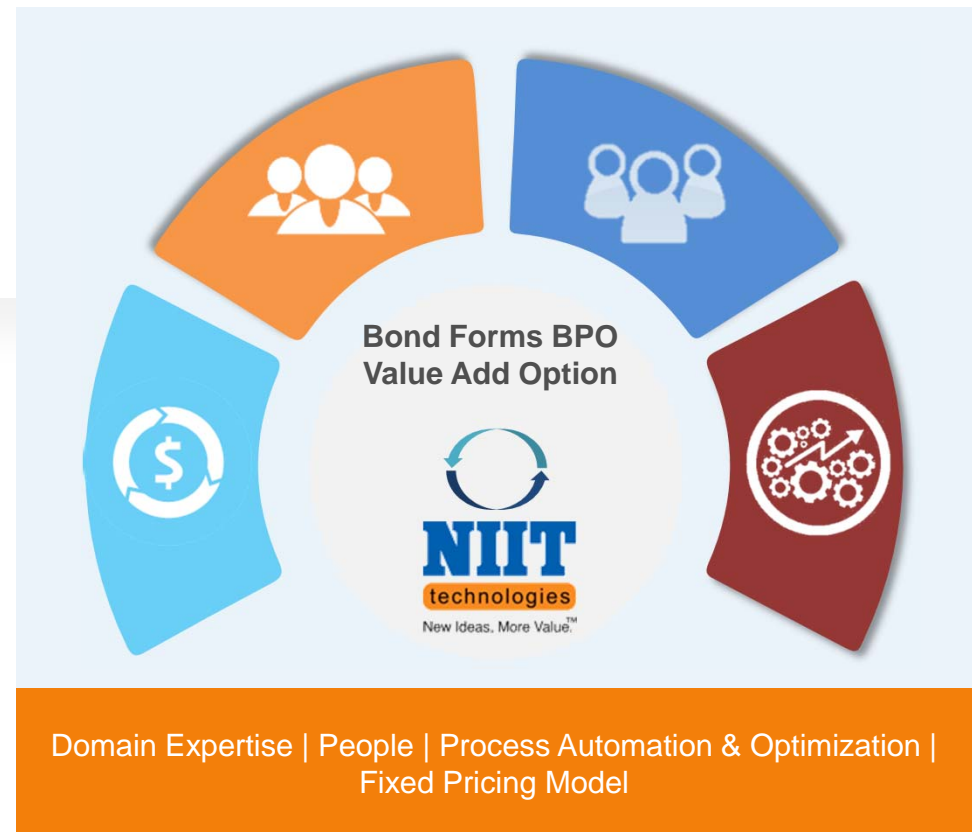 Bond Forms BPO
Value Add Option
$
NIIT
technologies
New Ideas, More Value.™
Domain Expertise | People | Process Automation & Optimization |
Fixed Pricing Model